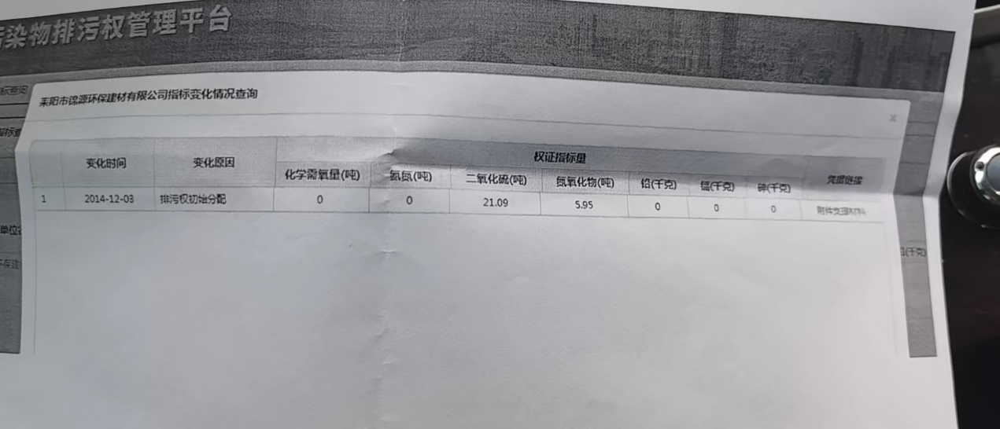 染物排污权管理平台
标查询
耒阳市锦源环保建材有限公司指标变化情况查询
x
变化时间 变化原因 权证指标量 凭据链接
化学需氧量(吨) 氨氮(吨) 二氧化硫(吨) 氮氧化物(吨) 铅(千克) 镉(千克) 砷(千克)
1 2014-12-03 排污权初始分配 0 0 21.09 5.95 0 0 0 附件支撑材料
单位
(千克)
保建